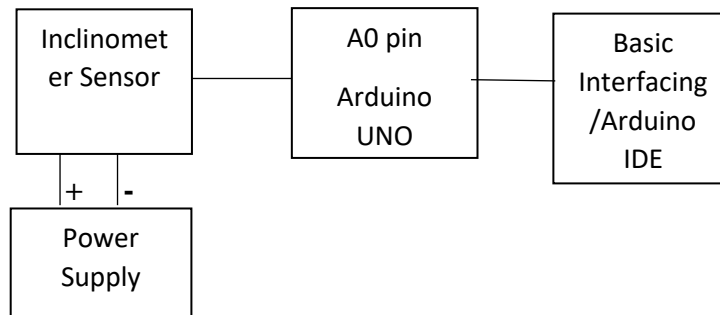 Inclinomet
er Sensor
A0 pin
Arduino
UNO
Basic
Interfacing
/Arduino
IDE
+ -
Power
Supply